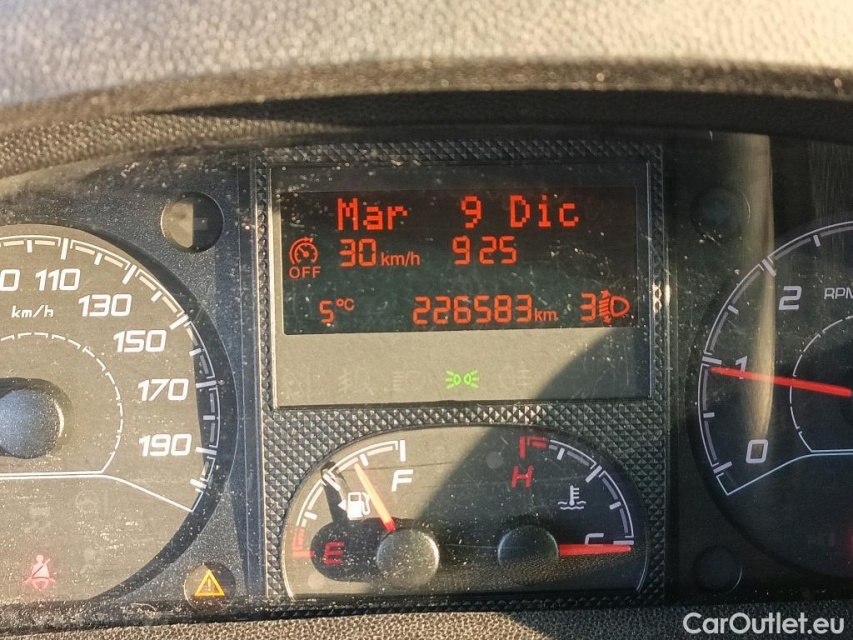 Mar 9 Dic
OFF 30 km/h 9 25
5°C 226583 km 3
110
km/h
130
150
170
190
2
RPM
1
0
F
H
E
C
CarOutlet.eu